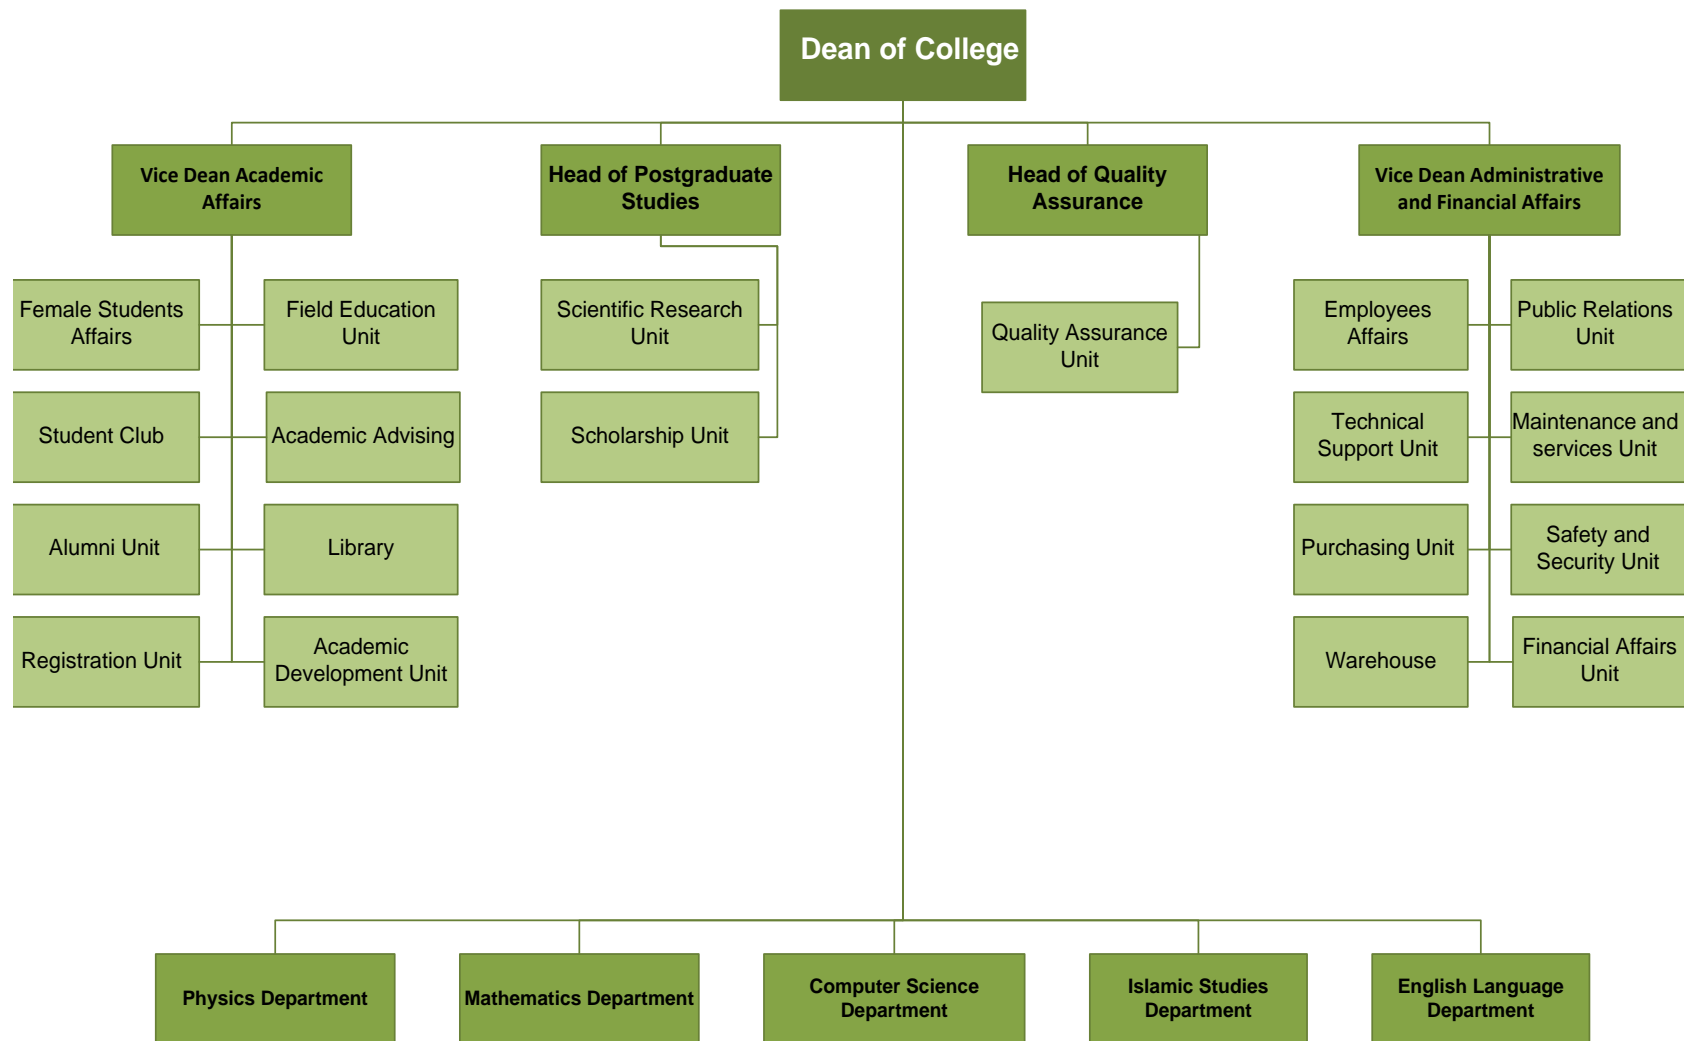 Dean of College
Vice Dean Academic
Affairs
Head of Postgraduate
Studies
Head of Quality
Assurance
Vice Dean Administrative
and Financial Affairs
Female Students
Affairs
Field Education
Unit
Scientific Research
Unit
Quality Assurance
Unit
Employees
Affairs
Public Relations
Unit
Student Club
Academic Advising
Scholarship Unit
Technical
Support Unit
Maintenance and
services Unit
Alumni Unit
Library
Purchasing Unit
Safety and
Security Unit
Registration Unit
Academic
Development Unit
Warehouse
Financial Affairs
Unit
Physics Department
Mathematics Department
Computer Science
Department
Islamic Studies
Department
English Language
Department